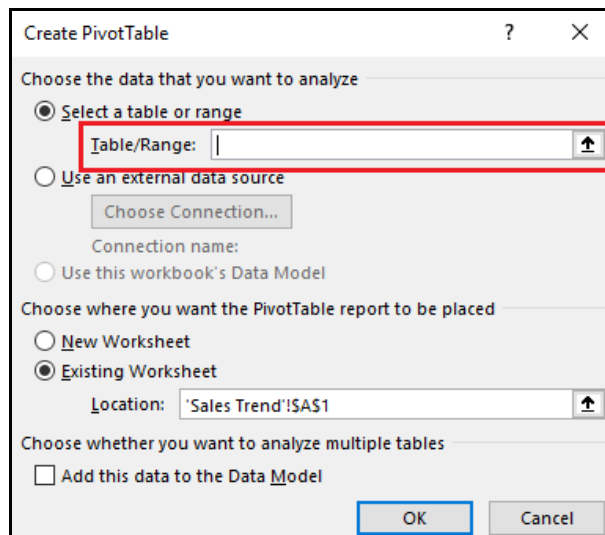 Create PivotTable ?
Choose the data that you want to analyze
Select a table or range
Table/Range:
Use an external data source
Choose Connection...
Connection name:
Use this workbook's Data Model
Choose where you want the PivotTable report to be placed
New Worksheet
Existing Worksheet
Location: 'Sales Trend'!$A$1
Choose whether you want to analyze multiple tables
Add this data to the Data Model
OK Cancel